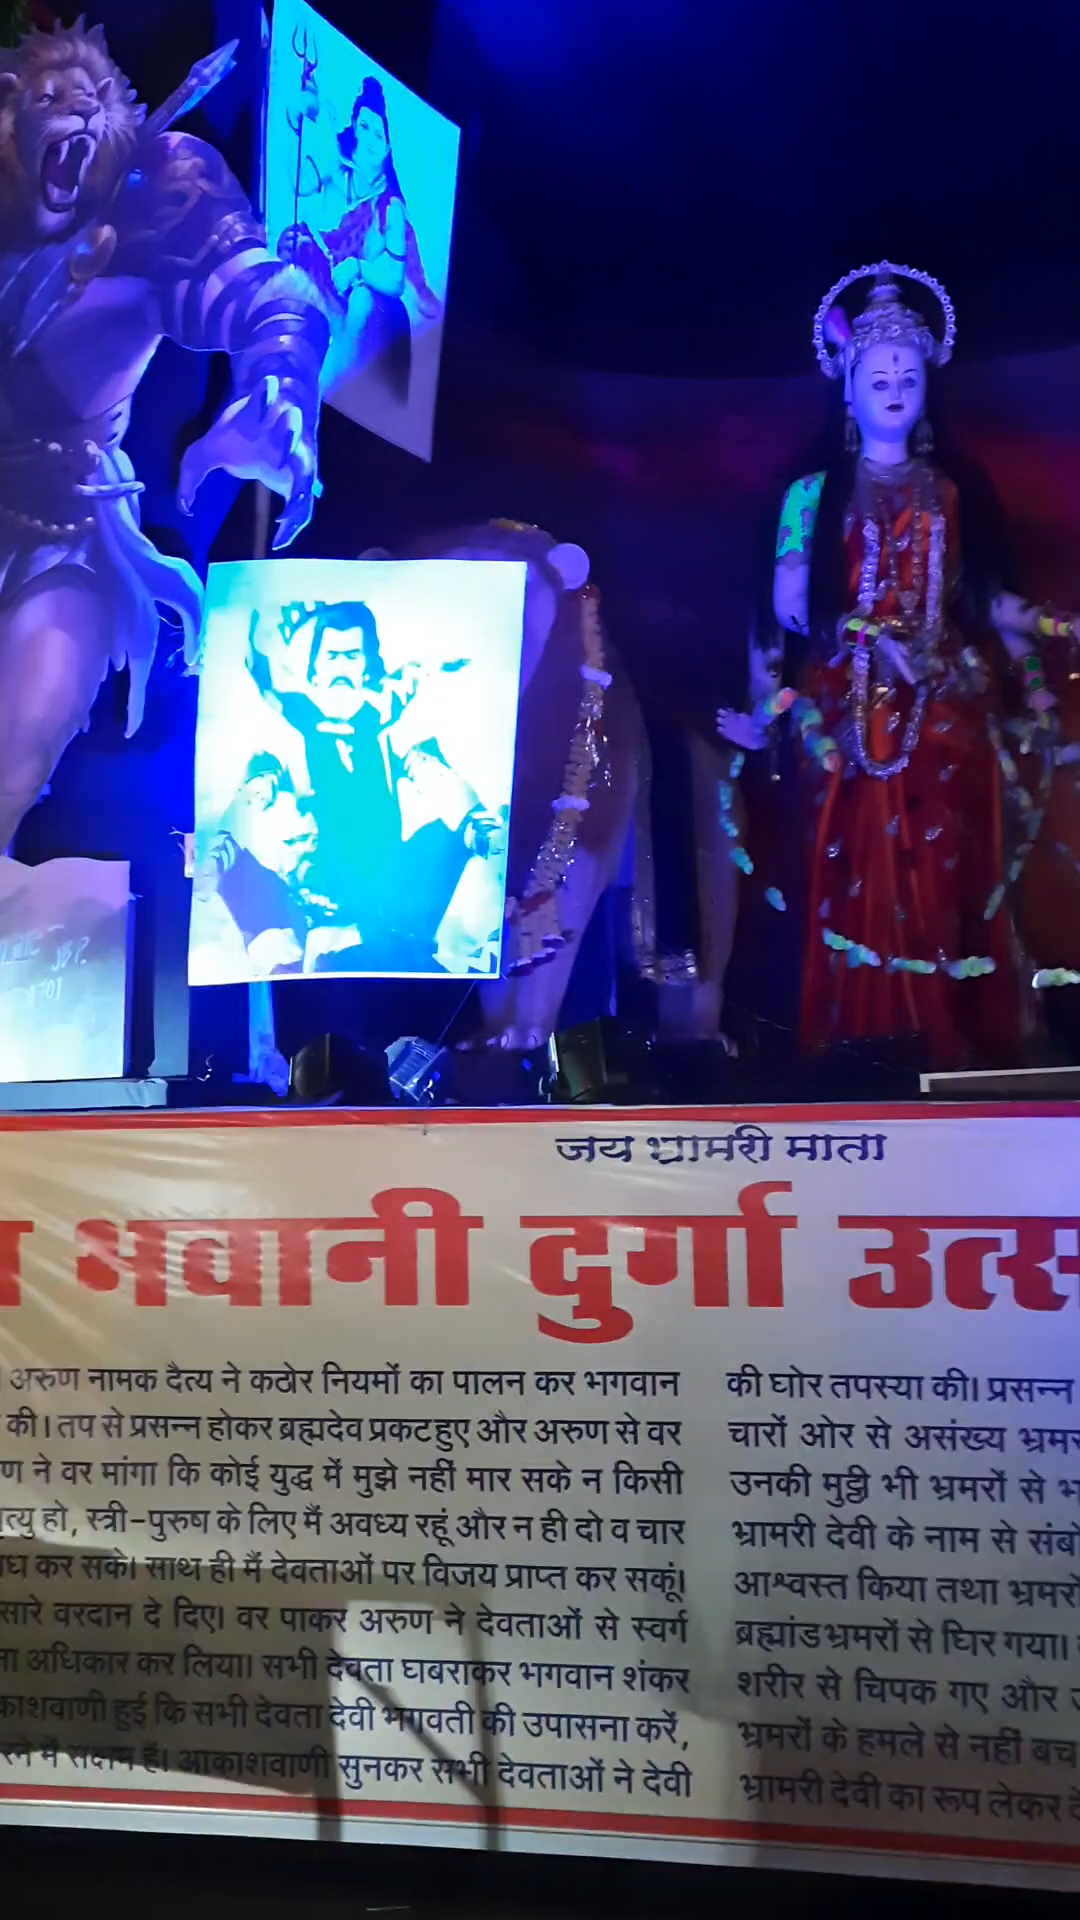 JBP.
जय भ्रामरी माता
भवानी दुर्गा
अरुण नामक दैत्य ने कठोर नियमों का पालन कर भगवान
की। तप से प्रसन्न होकर ब्रह्मदेव प्रकट हुए और अरुण से वर
ने वर मांगा कि कोई युद्ध में मुझे नहीं मार सके न किसी
हो, स्त्री-पुरुष के लिए मैं अवध्य रहूं और न ही दो व चार
कर सके। साथ ही मैं देवताओं पर विजय प्राप्त कर सकूं।
सारे वरदान दे दिए। वर पाकर अरुण ने देवताओं से स्वर्ग
अधिकार कर लिया। सभी देवता घबराकर भगवान शंकर
हुई कि सभी देवता देवी भगवती की उपासना करें,
में सक्षम हैं। आकाशवाणी सुनकर सभी देवताओं ने देवी
की घोर तपस्या की। प्रसन्न
चारों ओर से असंख्य
उनकी मुठ्ठी भी भ्रमरों से
भ्रामरी देवी के नाम से
आश्वस्त किया तथा
ब्रह्मांड भ्रमरों से घिर गया।
शरीर से चिपक गए और
भ्रमरों के हमले से नहीं बच
भ्रामरी देवी का रूप लेकर